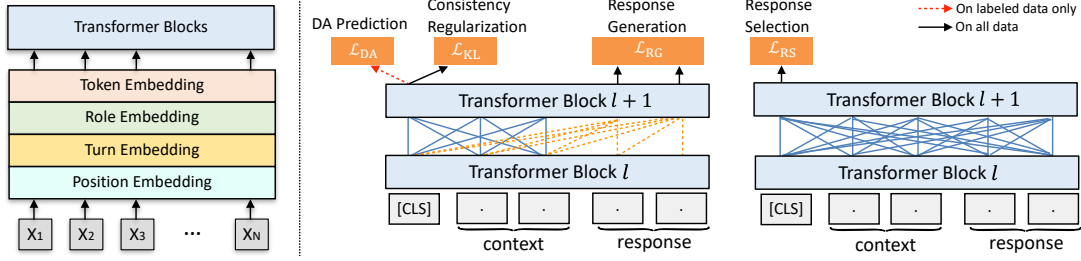 Transformer Blocks
Token Embedding
Role Embedding
Turn Embedding
Position Embedding
X1 X2 X3 ... XN
DA Prediction
Consistency
Regularization
Response
Generation
ℒDA
ℒKL
ℒRG
Transformer Block l + 1
Transformer Block l
[CLS] . . . .
context
response
Response
Selection
ℒRS
On labeled data only
On all data
Transformer Block l + 1
Transformer Block l
[CLS] . . . .
context
response